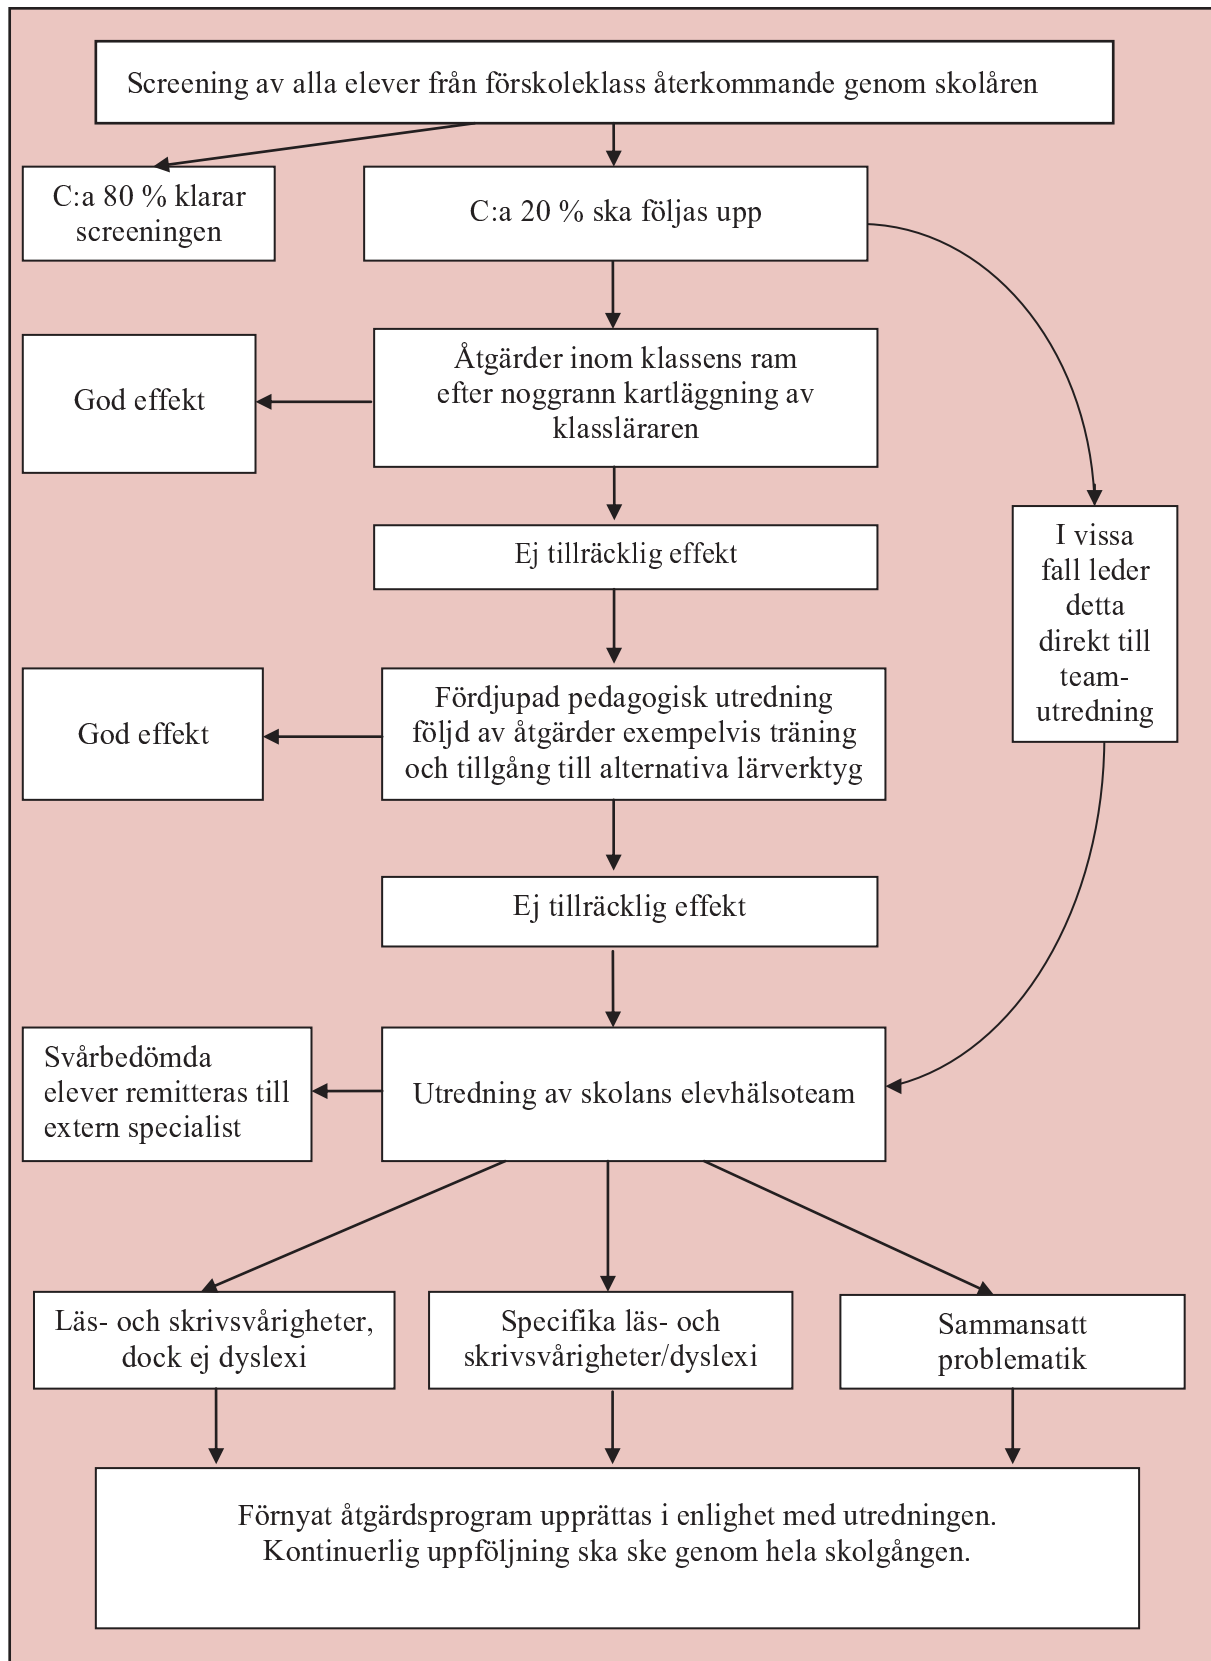 Screening av alla elever från förskoleklass återkommande genom skolåren
C:a 80 % klarar
screeningen
C:a 20 % ska följas upp
God effekt
Åtgärder inom klassens ram
efter noggrann kartläggning av
klassläraren
Ej tillräcklig effekt
I vissa
fall leder
detta
direkt till
team-
utredning
God effekt
Fördjupad pedagogisk utredning
följd av åtgärder exempelvis träning
och tillgång till alternativa lärverktyg
Ej tillräcklig effekt
Svårbedömda
elever remitteras till
extern specialist
Utredning av skolans elevhälsoteam
Läs- och skrivsvårigheter,
dock ej dyslexi
Specifika läs- och
skrivsvårigheter/dyslexi
Sammansatt
problematik
Förnyat åtgärdsprogram upprättas i enlighet med utredningen.
Kontinuerlig uppföljning ska ske genom hela skolgången.